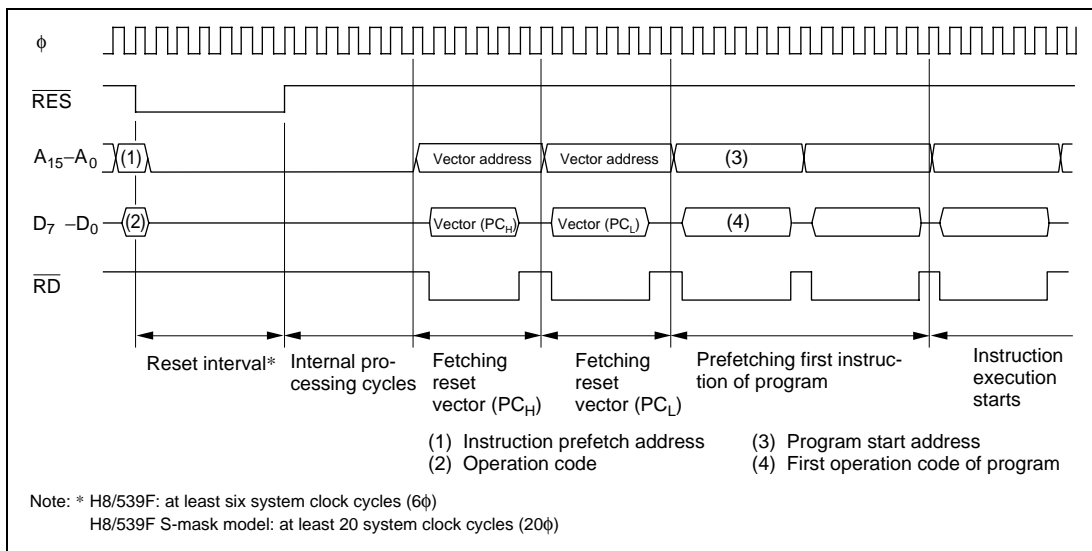 φ
RES
A15–A0 (1) Vector address Vector address (3)
D7 –D0 (2) Vector (PCH) Vector (PCL) (4)
RD
Reset interval*
Internal pro-
cessing cycles
Fetching
reset
vector (PCH)
Fetching
reset
vector (PCL)
Prefetching first instruc-
tion of program
Instruction
execution
starts
(1) Instruction prefetch address
(2) Operation code
(3) Program start address
(4) First operation code of program
Note: * H8/539F: at least six system clock cycles (6φ)
H8/539F S-mask model: at least 20 system clock cycles (20φ)